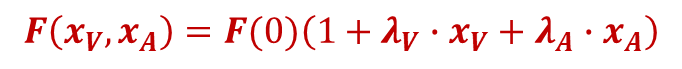 F(x_V, x_A) = F(0)(1 + λ_V · x_V + λ_A · x_A)